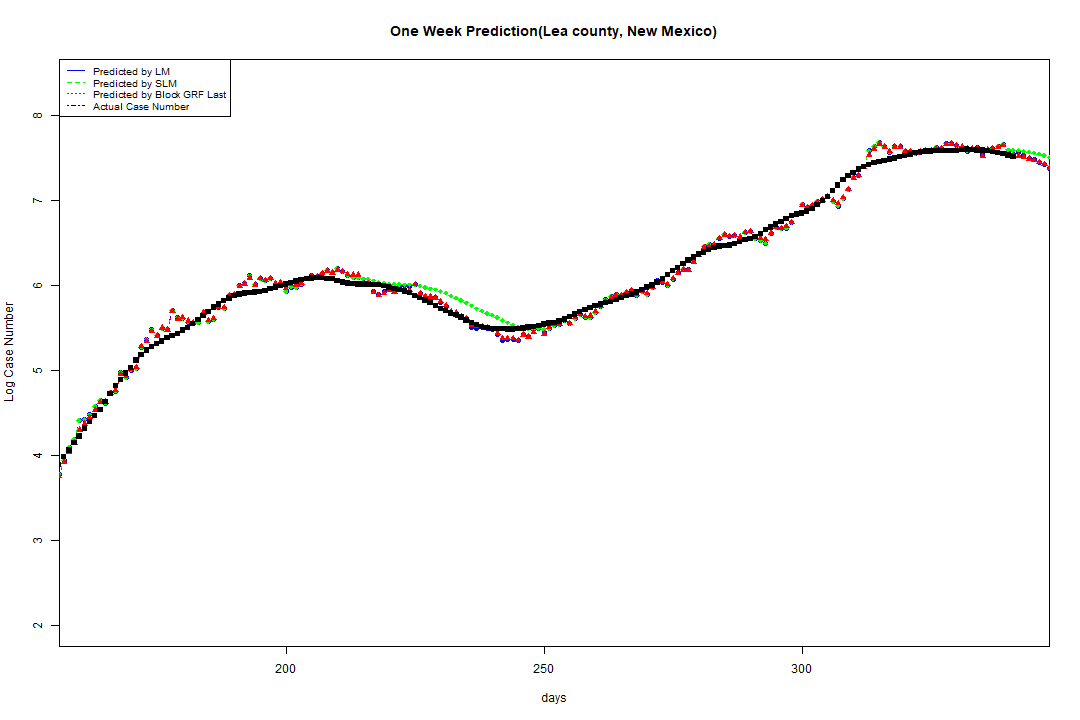 One Week Prediction(Lea county, New Mexico)
Predicted by LM
Predicted by SLM
Predicted by Block GRF Last
Actual Case Number
8
7
6
5
4
3
2
Log Case Number
200 250 300
days